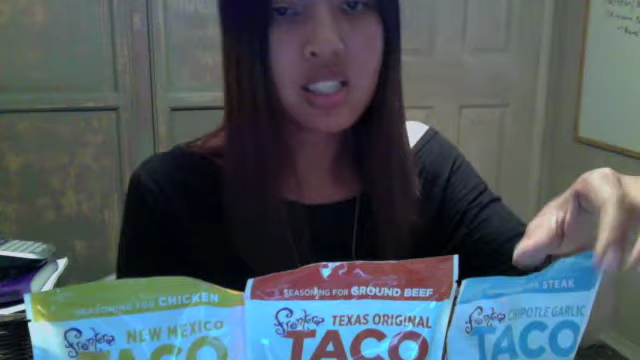 SEASONING FOR CHICKEN
Frontera
NEW MEXICO
TACO
SEASONING FOR GROUND BEEF
Frontera
TEXAS ORIGINAL
TACO
STEAK
Frontera
CHIPOTLE GARLIC
TACO